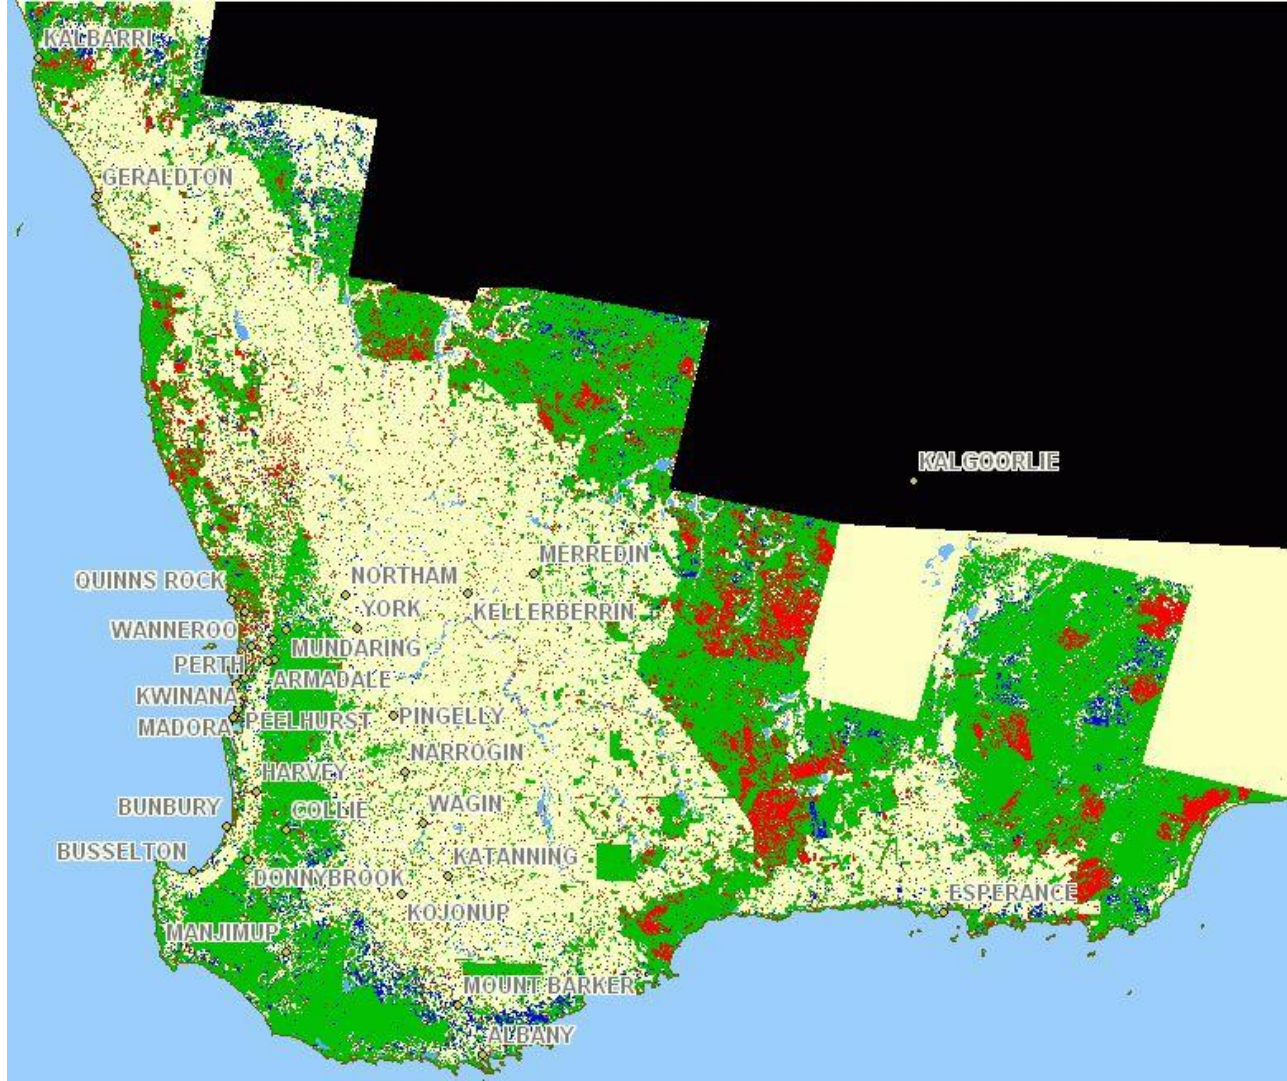 KALBARRI
GERALDTON
KALGOORLIE
MERREDIN
QUINNS ROCK
NORTHAM
YORK
KELLERBERRIN
WANNEROO
MUNDARING
PERTH
ARMADALE
KWINANA
PEELHURST
PINGELLY
MADORA
NARROGIN
HARVEY
BUNBURY
COLLIE
WAGIN
BUSSELTON
KATANNING
DONNYBROOK
ESPERANCE
KOJONUP
MANJIMUP
MOUNT BARKER
ALBANY